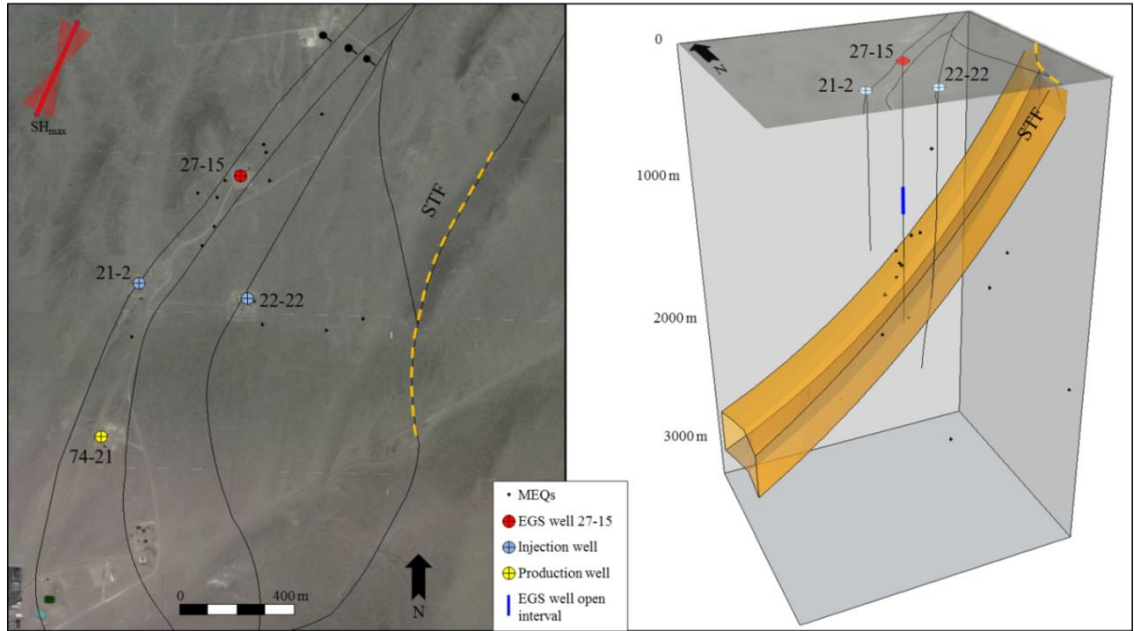 SHmax
27-15
STF
21-2
22-22
74-21
0 400 m
N
MEQs
EGS well 27-15
Injection well
Production well
EGS well open
interval
0
N
27-15
21-2
22-22
STF
1000 m
2000 m
3000 m